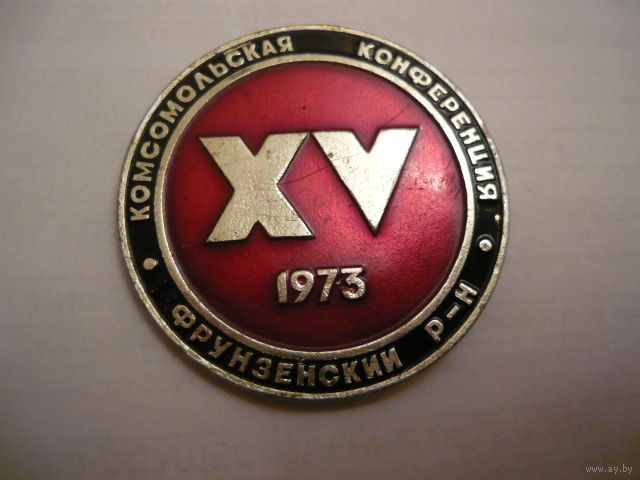 КОМСОМОЛЬСКАЯ КОНФЕРЕНЦИЯ
XV
1973
ФРУНЗЕНСКИЙ Р-Н
www.ay.by